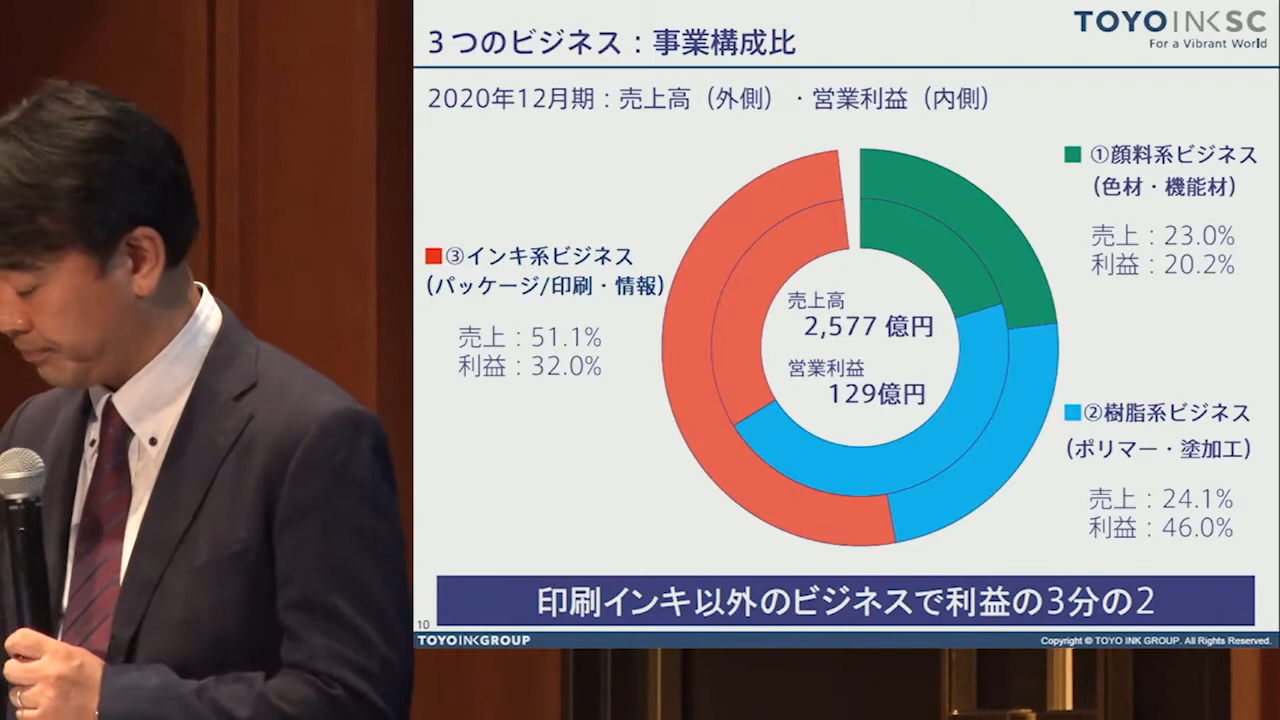 3つのビジネス：事業構成比
TOYO INK SC
For a Vibrant World
2020年12月期：売上高（外側）・営業利益（内側）
■①顔料系ビジネス
（色材・機能材）
売上：23.0%
利益：20.2%
■③インキ系ビジネス
（パッケージ/印刷・情報）
売上：51.1%
利益：32.0%
売上高
2,577 億円
営業利益
129億円
■②樹脂系ビジネス
（ポリマー・塗加工）
売上：24.1%
利益：46.0%
印刷インキ以外のビジネスで利益の3分の2
10
TOYO INK GROUP
Copyright © TOYO INK GROUP. All Rights Reserved.